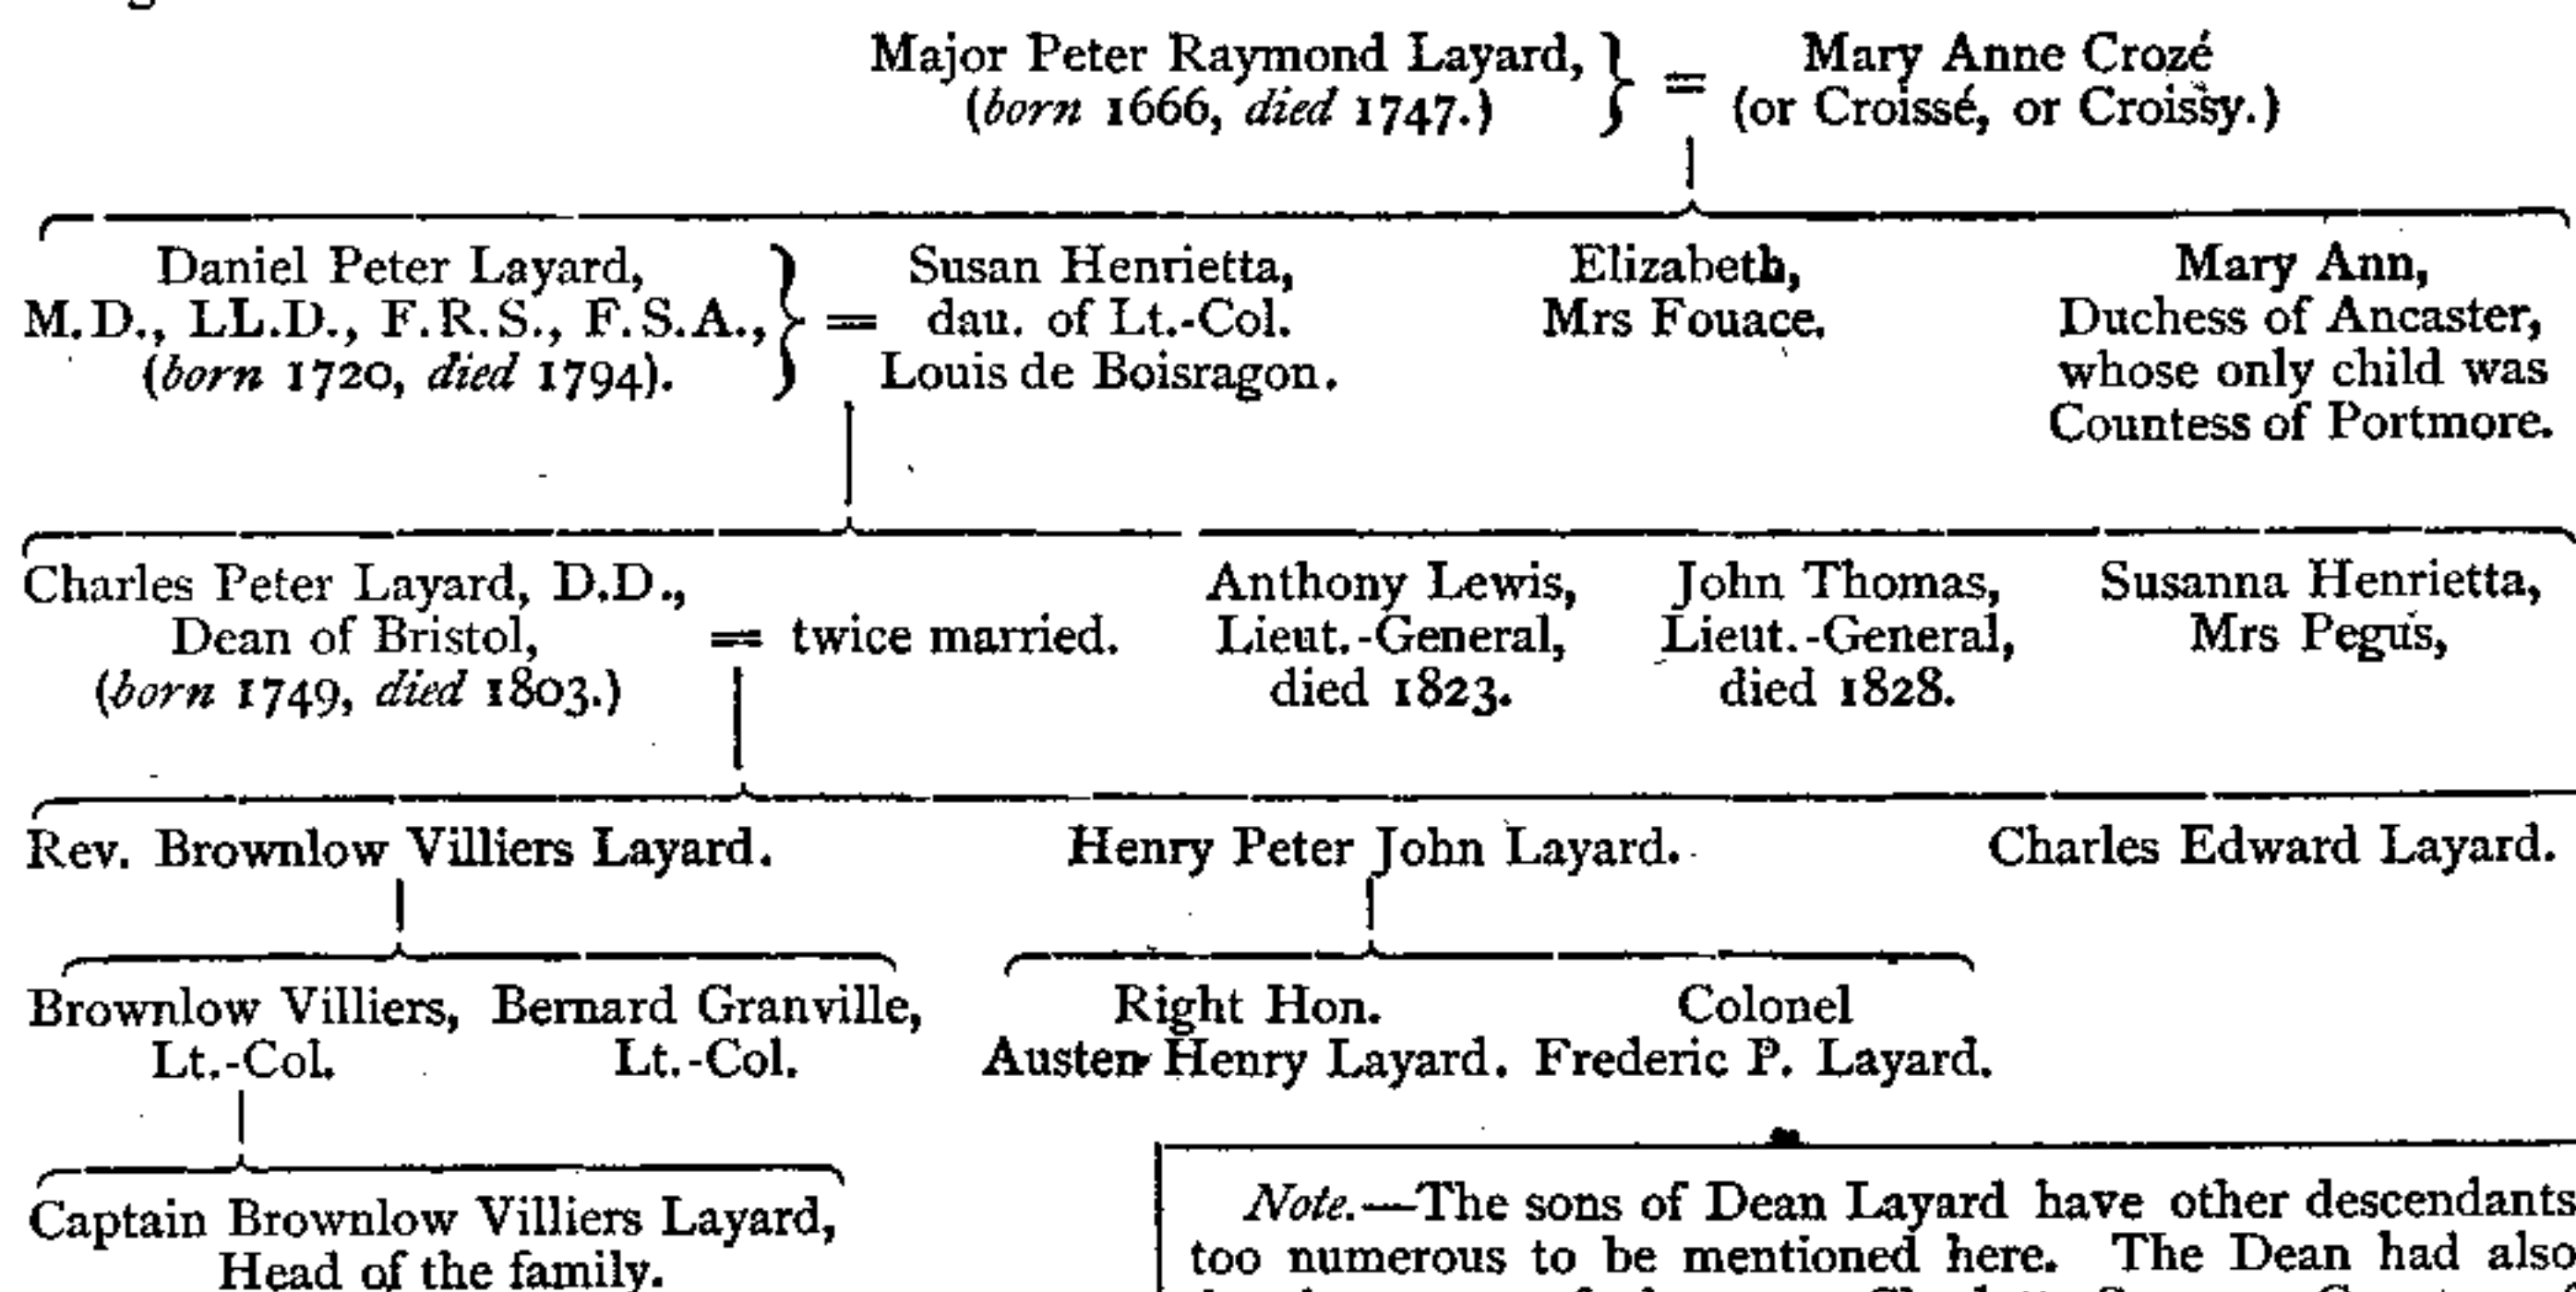 Major Peter Raymond Layard, } = Mary Anne Crozé
(born 1666, died 1747.) (or Croissé, or Croissy.)
Daniel Peter Layard,
M.D., LL.D., F.R.S., F.S.A., } =
(born 1720, died 1794).
Susan Henrietta,
dau. of Lt.-Col.
Louis de Boisragon.
Elizabeth,
Mrs Fouace.
Mary Ann,
Duchess of Ancaster,
whose only child was
Countess of Portmore.
Charles Peter Layard, D.D.,
Dean of Bristol, = twice married.
(born 1749, died 1803.)
Anthony Lewis,
Lieut.-General,
died 1823.
John Thomas,
Lieut.-General,
died 1828.
Susanna Henrietta,
Mrs Pegus,
Rev. Brownlow Villiers Layard.
Henry Peter John Layard.
Charles Edward Layard.
Brownlow Villiers,
Lt.-Col.
Bernard Granville,
Lt.-Col.
Right Hon.
Austen Henry Layard.
Colonel
Frederic P. Layard.
Captain Brownlow Villiers Layard,
Head of the family.
Note.—The sons of Dean Layard have other descendants
too numerous to be mentioned here. The Dean had also